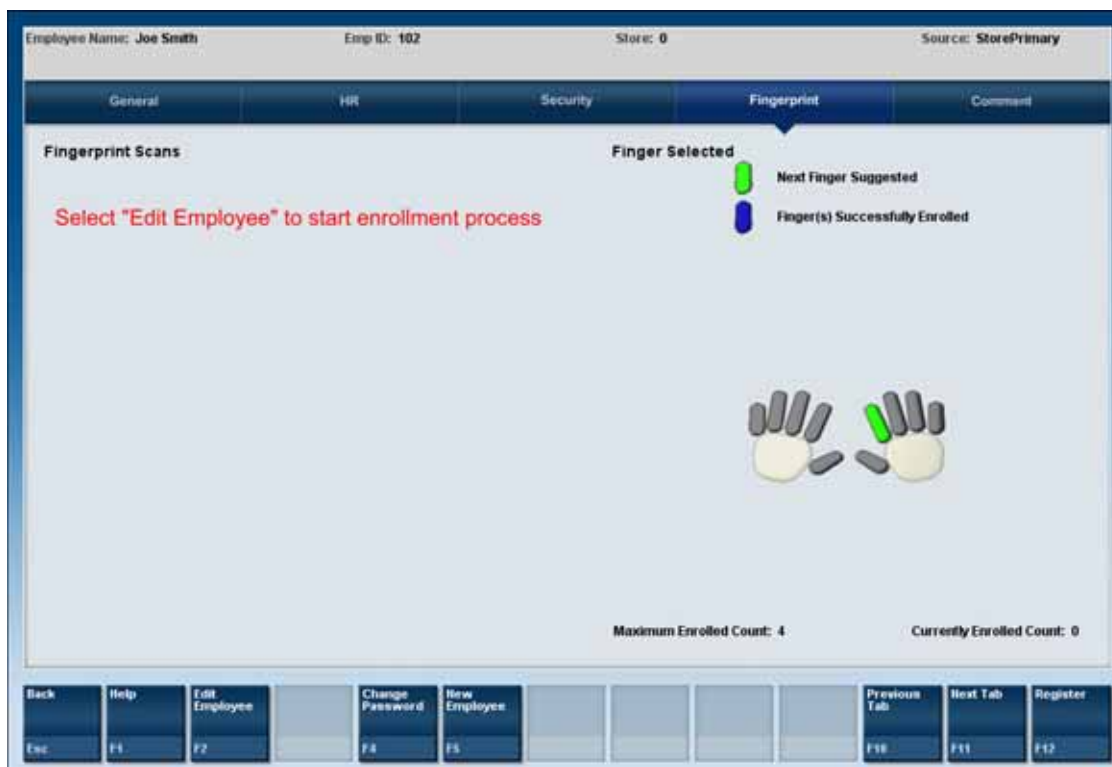 Employee Name: Joe Smith Emp ID: 102 Store: 0 Source: StorePrimary
General HR Security Fingerprint Comment
Fingerprint Scans
Finger Selected
Next Finger Suggested
Select "Edit Employee" to start enrollment process
Finger(s) Successfully Enrolled
Maximum Enrolled Count: 4 Currently Enrolled Count: 0
Back Help Edit Employee Change Password New Employee Previous Tab Next Tab Register
Esc F1 F2 F4 F5 F10 F11 F12